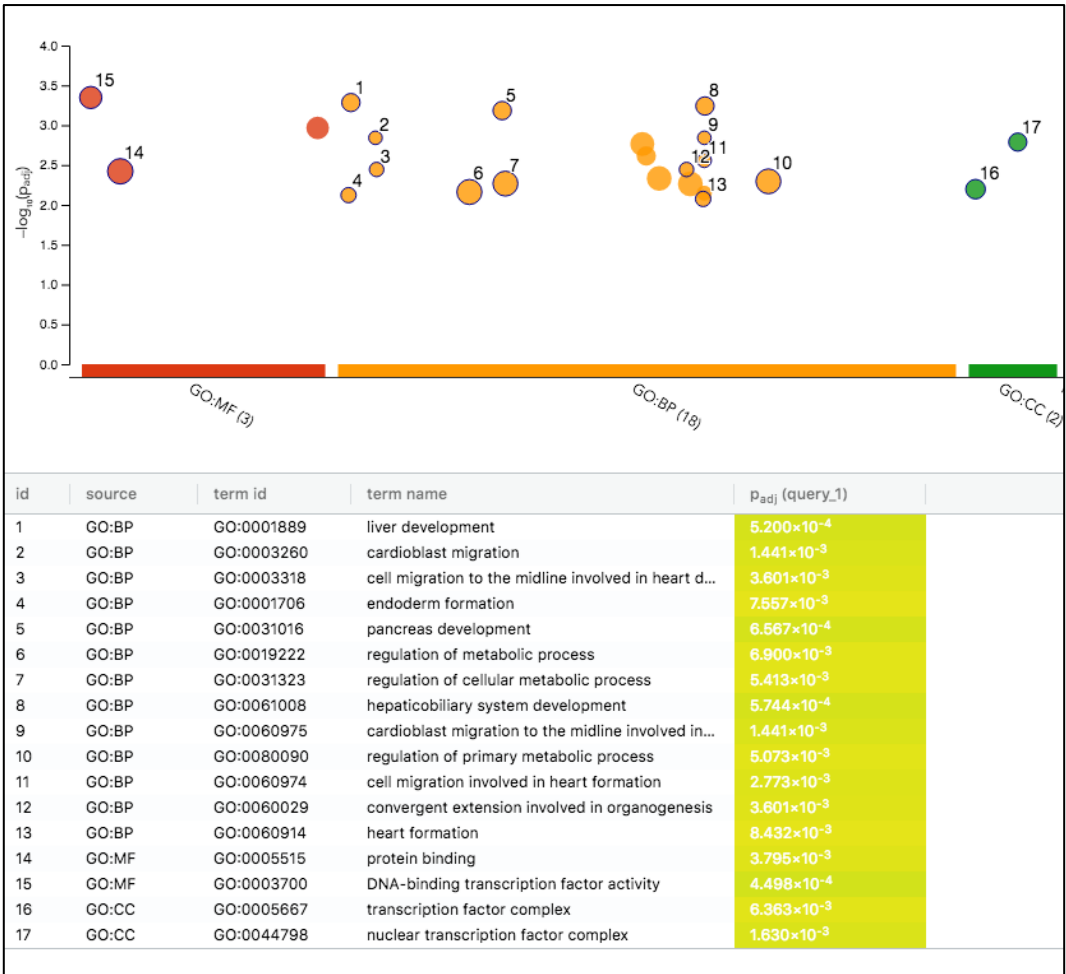 4.0
3.5
3.0
2.5
2.0
1.5
1.0
0.5
0.0
–log₁₀(padj)
15
14
1
2
3
4
5
6
7
8
9
11
12
13
10
17
16
GO:MF (3)
GO:BP (18)
GO:CC (2)
id source term id term name padj (query_1)
1 GO:BP GO:0001889 liver development 5.200×10⁻⁴
2 GO:BP GO:0003260 cardioblast migration 1.441×10⁻³
3 GO:BP GO:0003318 cell migration to the midline involved in heart d... 3.601×10⁻³
4 GO:BP GO:0001706 endoderm formation 7.557×10⁻³
5 GO:BP GO:0031016 pancreas development 6.567×10⁻⁴
6 GO:BP GO:0019222 regulation of metabolic process 6.900×10⁻³
7 GO:BP GO:0031323 regulation of cellular metabolic process 5.413×10⁻³
8 GO:BP GO:0061008 hepaticobiliary system development 5.744×10⁻⁴
9 GO:BP GO:0060975 cardioblast migration to the midline involved in... 1.441×10⁻³
10 GO:BP GO:0080090 regulation of primary metabolic process 5.073×10⁻³
11 GO:BP GO:0060974 cell migration involved in heart formation 2.773×10⁻³
12 GO:BP GO:0060029 convergent extension involved in organogenesis 3.601×10⁻³
13 GO:BP GO:0060914 heart formation 8.432×10⁻³
14 GO:MF GO:0005515 protein binding 3.795×10⁻³
15 GO:MF GO:0003700 DNA-binding transcription factor activity 4.498×10⁻⁴
16 GO:CC GO:0005667 transcription factor complex 6.363×10⁻³
17 GO:CC GO:0044798 nuclear transcription factor complex 1.630×10⁻³